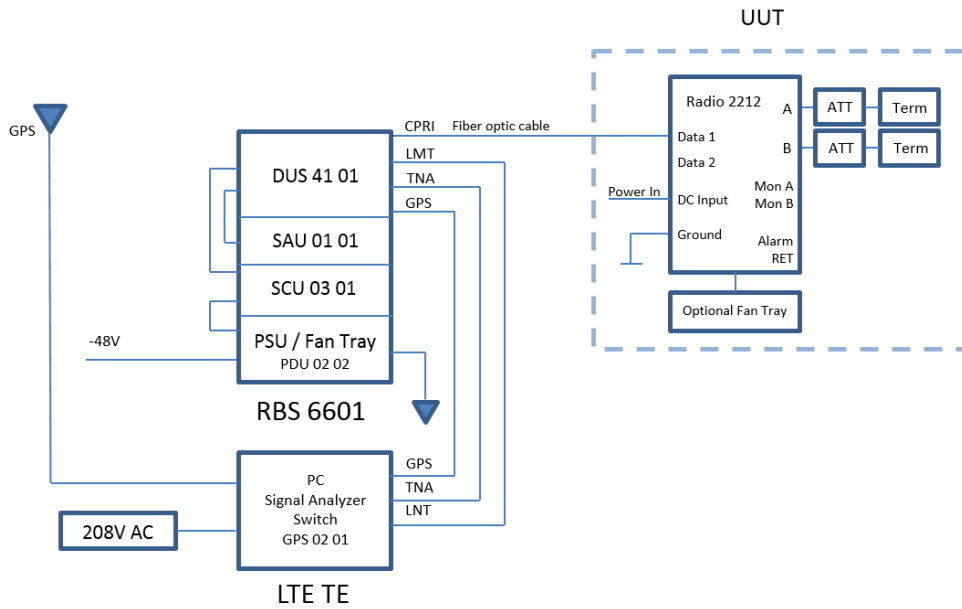 UUT
GPS
Radio 2212
A
ATT
Term
B
ATT
Term
Data 1
Data 2
Mon A
Mon B
Power In
DC Input
Ground
Alarm
RET
Optional Fan Tray
CPRI
Fiber optic cable
LMT
TNA
GPS
DUS 41 01
SAU 01 01
SCU 03 01
PSU / Fan Tray
PDU 02 02
-48V
RBS 6601
GPS
TNA
LNT
PC
Signal Analyzer
Switch
GPS 02 01
208V AC
LTE TE